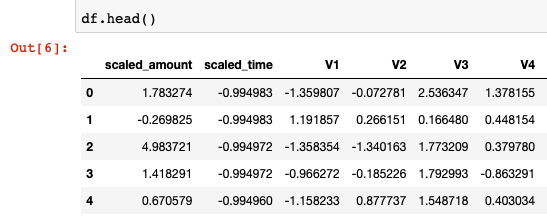 df.head()
Out[6]:
scaled_amount scaled_time V1 V2 V3 V4
0 1.783274 -0.994983 -1.359807 -0.072781 2.536347 1.378155
1 -0.269825 -0.994983 1.191857 0.266151 0.166480 0.448154
2 4.983721 -0.994972 -1.358354 -1.340163 1.773209 0.379780
3 1.418291 -0.994972 -0.966272 -0.185226 1.792993 -0.863291
4 0.670579 -0.994960 -1.158233 0.877737 1.548718 0.403034